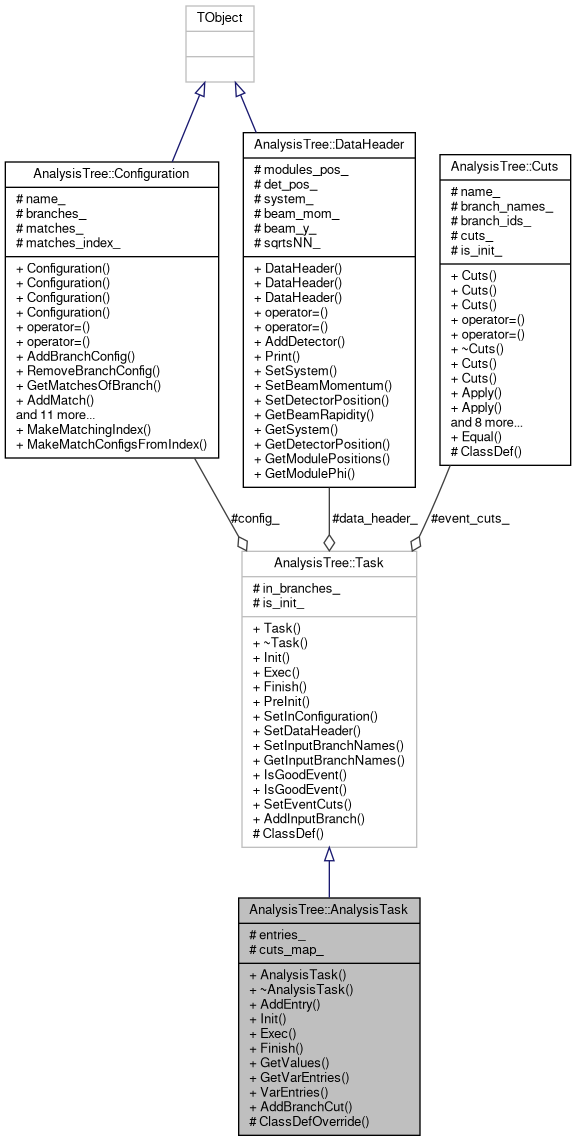 TObject
AnalysisTree::Configuration
# name_
# branches_
# matches_
# matches_index_
+ Configuration()
+ Configuration()
+ Configuration()
+ Configuration()
+ operator=()
+ operator=()
+ AddBranchConfig()
+ RemoveBranchConfig()
+ GetMatchesOfBranch()
+ AddMatch()
and 11 more...
+ MakeMatchingIndex()
+ MakeMatchConfigsFromIndex()
AnalysisTree::DataHeader
# modules_pos_
# det_pos_
# system_
# beam_mom_
# beam_y_
# sqrtsNN_
+ DataHeader()
+ DataHeader()
+ DataHeader()
+ operator=()
+ operator=()
+ AddDetector()
+ Print()
+ SetSystem()
+ SetBeamMomentum()
+ SetDetectorPosition()
+ GetBeamRapidity()
+ GetSystem()
+ GetDetectorPosition()
+ GetModulePositions()
+ GetModulePhi()
AnalysisTree::Cuts
# name_
# branch_names_
# branch_ids_
# cuts_
# is_init_
+ Cuts()
+ Cuts()
+ Cuts()
+ operator=()
+ operator=()
+ ~Cuts()
+ Cuts()
+ Cuts()
+ Apply()
+ Apply()
and 8 more...
+ Equal()
# ClassDef()
#config_
#data_header_
#event_cuts_
AnalysisTree::Task
# in_branches_
# is_init_
+ Task()
+ ~Task()
+ Init()
+ Exec()
+ Finish()
+ PreInit()
+ SetInConfiguration()
+ SetDataHeader()
+ SetInputBranchNames()
+ GetInputBranchNames()
+ IsGoodEvent()
+ IsGoodEvent()
+ SetEventCuts()
+ AddInputBranch()
# ClassDef()
AnalysisTree::AnalysisTask
# entries_
# cuts_map_
+ AnalysisTask()
+ ~AnalysisTask()
+ AddEntry()
+ Init()
+ Exec()
+ Finish()
+ GetValues()
+ GetVarEntries()
+ VarEntries()
+ AddBranchCut()
# ClassDefOverride()